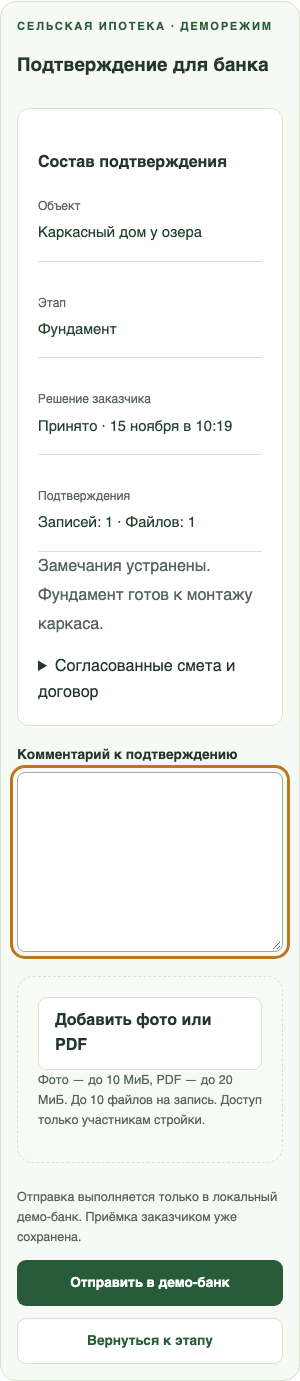 СЕЛЬСКАЯ ИПОТЕКА · ДЕМОРЕЖИМ
Подтверждение для банка
Состав подтверждения
Объект
Каркасный дом у озера
Этап
Фундамент
Решение заказчика
Принято · 15 ноября в 10:19
Подтверждения
Записей: 1 · Файлов: 1
Замечания устранены.
Фундамент готов к монтажу
каркаса.
▶ Согласованные смета и
договор
Комментарий к подтверждению
Добавить фото или
PDF
Фото — до 10 МиБ, PDF — до 20
МиБ. До 10 файлов на запись. Доступ
только участникам стройки.
Отправка выполняется только в локальный
демо-банк. Приёмка заказчиком уже
сохранена.
Отправить в демо-банк
Вернуться к этапу